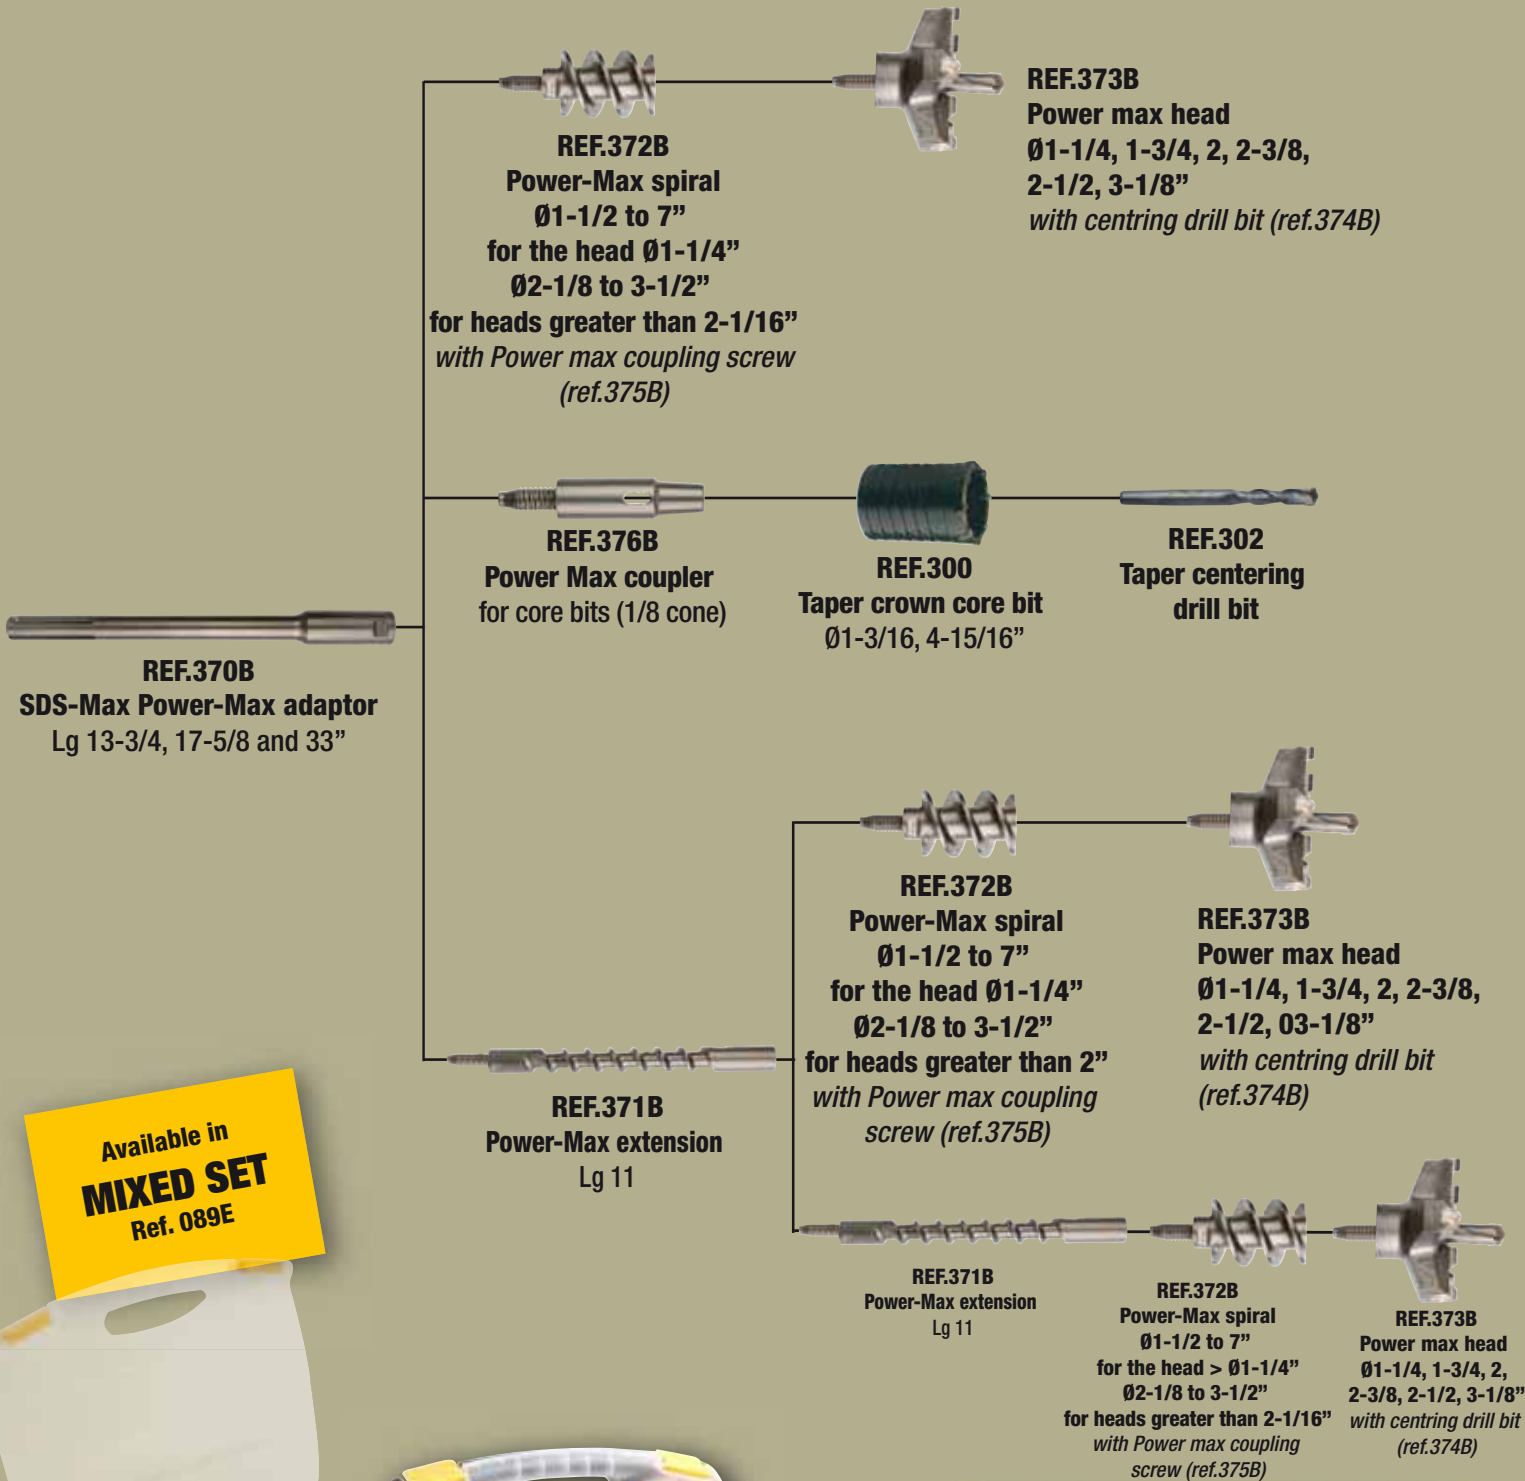 REF.372B
Power-Max spiral
Ø1-1/2 to 7”
for the head Ø1-1/4”
Ø2-1/8 to 3-1/2”
for heads greater than 2-1/16”
with Power max coupling screw
(ref.375B)
REF.373B
Power max head
Ø1-1/4, 1-3/4, 2, 2-3/8,
2-1/2, 3-1/8”
with centring drill bit (ref.374B)
REF.376B
Power Max coupler
for core bits (1/8 cone)
REF.300
Taper crown core bit
Ø1-3/16, 4-15/16”
REF.302
Taper centering
drill bit
REF.370B
SDS-Max Power-Max adaptor
Lg 13-3/4, 17-5/8 and 33”
REF.372B
Power-Max spiral
Ø1-1/2 to 7”
for the head Ø1-1/4”
Ø2-1/8 to 3-1/2”
for heads greater than 2”
with Power max coupling
screw (ref.375B)
REF.373B
Power max head
Ø1-1/4, 1-3/4, 2, 2-3/8,
2-1/2, 03-1/8”
with centring drill bit
(ref.374B)
REF.371B
Power-Max extension
Lg 11
Available in
MIXED SET
Ref. 089E
REF.371B
Power-Max extension
Lg 11
REF.372B
Power-Max spiral
Ø1-1/2 to 7”
for the head > Ø1-1/4”
Ø2-1/8 to 3-1/2”
for heads greater than 2-1/16”
with Power max coupling
screw (ref.375B)
REF.373B
Power max head
Ø1-1/4, 1-3/4, 2,
2-3/8, 2-1/2, 3-1/8”
with centring drill bit
(ref.374B)